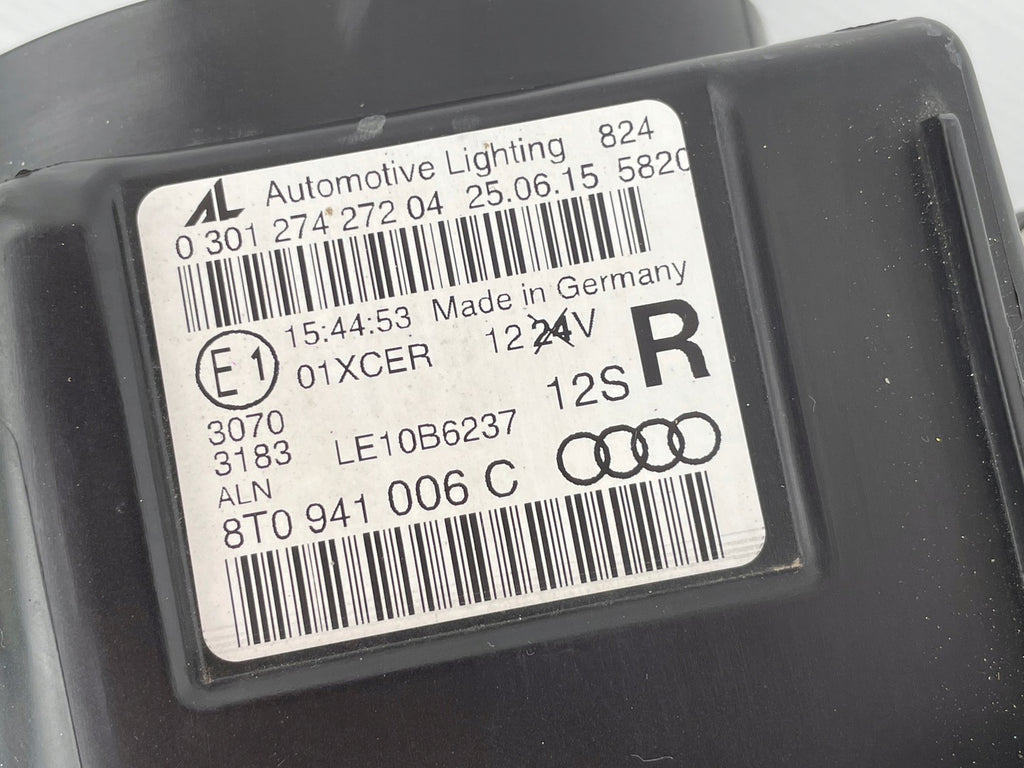 AL Automotive Lighting 824
0 301 274 272 04 25.06.15 5820
15:44:53 Made in Germany
E1 01XCER 12 24V R
3070 12S
3183 LE10B6237
ALN
8T0 941 006 C